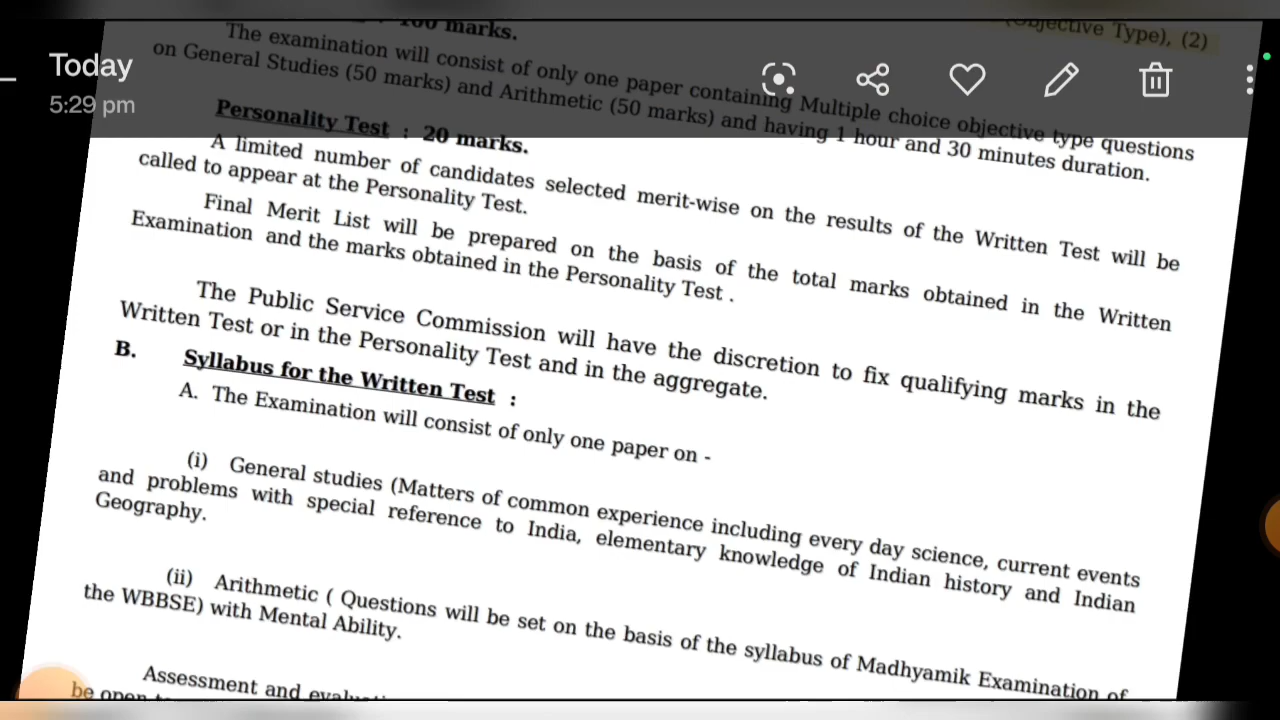 : 100 marks.
(Objective Type), (2)
Today
5:29 pm
The examination will consist of only one paper containing Multiple choice objective type questions
on General Studies (50 marks) and Arithmetic (50 marks) and having 1 hour and 30 minutes duration.
Personality Test : 20 marks.
A limited number of candidates selected merit-wise on the results of the Written Test will be
called to appear at the Personality Test.
Final Merit List will be prepared on the basis of the total marks obtained in the Written
Examination and the marks obtained in the Personality Test .
The Public Service Commission will have the discretion to fix qualifying marks in the
Written Test or in the Personality Test and in the aggregate.
B. Syllabus for the Written Test :
A. The Examination will consist of only one paper on -
(i) General studies (Matters of common experience including every day science, current events
and problems with special reference to India, elementary knowledge of Indian history and Indian
Geography.
(ii) Arithmetic ( Questions will be set on the basis of the syllabus of Madhyamik Examination of
the WBBSE) with Mental Ability.
Assessment and
be open